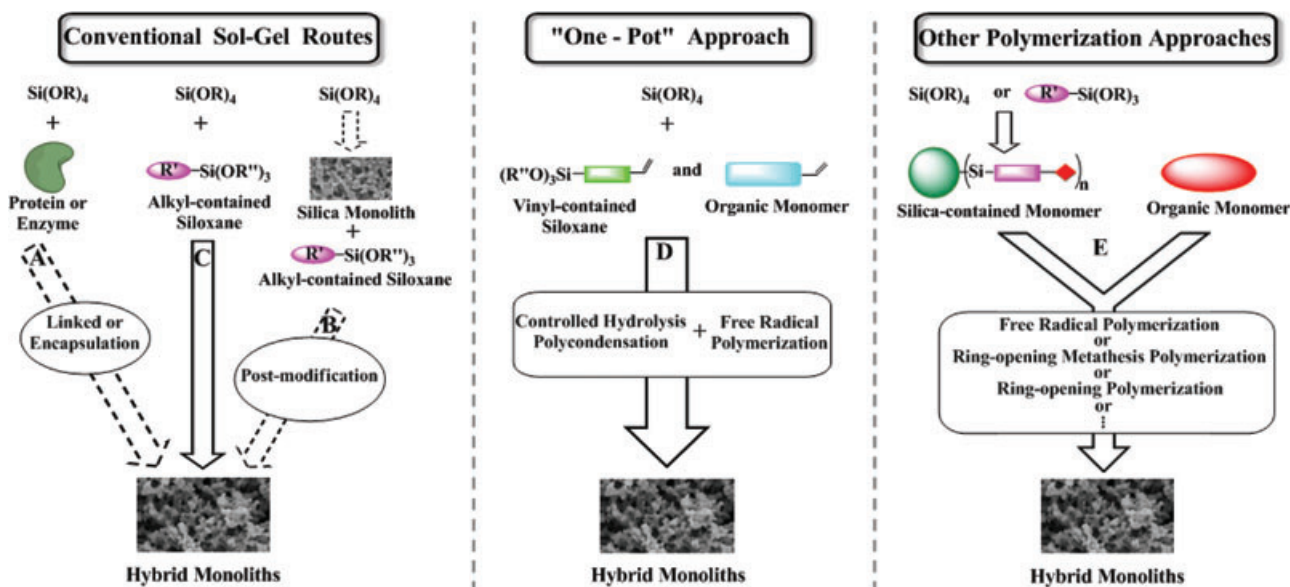 Conventional Sol-Gel Routes
Si(OR)4
+
Protein or
Enzyme
A
Linked or
Encapsulation
Si(OR)4
+
R'
Si(OR'')3
Alkyl-contained
Siloxane
C
Si(OR)4
Silica Monolith
+
R'
Si(OR'')3
Alkyl-contained Siloxane
B
Post-modification
Hybrid Monoliths
"One - Pot" Approach
Si(OR)4
+
(R''O)3Si
and
Vinyl-contained
Siloxane
Organic Monomer
D
Controlled Hydrolysis
Polycondensation
+
Free Radical
Polymerization
Hybrid Monoliths
Other Polymerization Approaches
Si(OR)4 or R' Si(OR)3
(Si )n
Silica-contained Monomer
Organic Monomer
E
Free Radical Polymerization
or
Ring-opening Metathesis Polymerization
or
Ring-opening Polymerization
or
⋮
Hybrid Monoliths